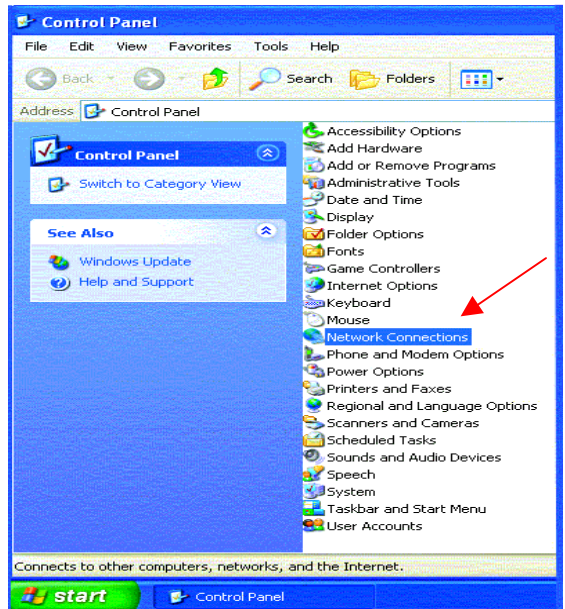 Control Panel
File Edit View Favorites Tools Help
Back Search Folders
Address Control Panel
Control Panel
Switch to Category View
See Also
Windows Update
Help and Support
Accessibility Options
Add Hardware
Add or Remove Programs
Administrative Tools
Date and Time
Display
Folder Options
Fonts
Game Controllers
Internet Options
Keyboard
Mouse
Network Connections
Phone and Modem Options
Power Options
Printers and Faxes
Regional and Language Options
Scanners and Cameras
Scheduled Tasks
Sounds and Audio Devices
Speech
System
Taskbar and Start Menu
User Accounts
Connects to other computers, networks, and the Internet.
start Control Panel